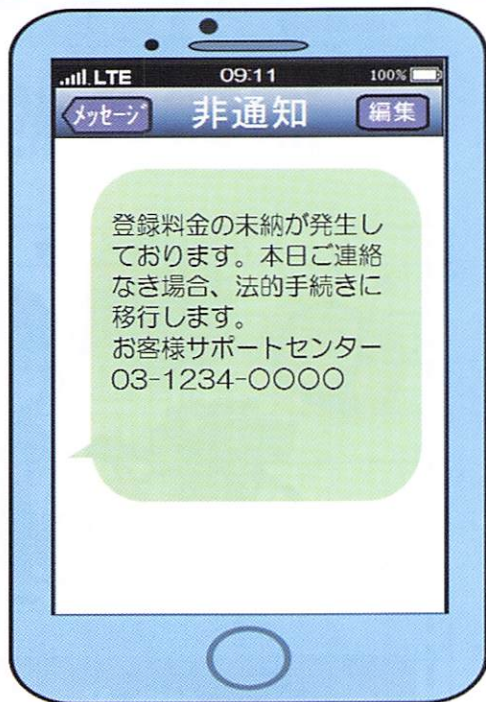 LTE 09:11 100%
メッセージ 非通知 編集
登録料金の未納が発生し
ております。本日ご連絡
なき場合、法的手続きに
移行します。
お客様サポートセンター
03-1234-〇〇〇〇